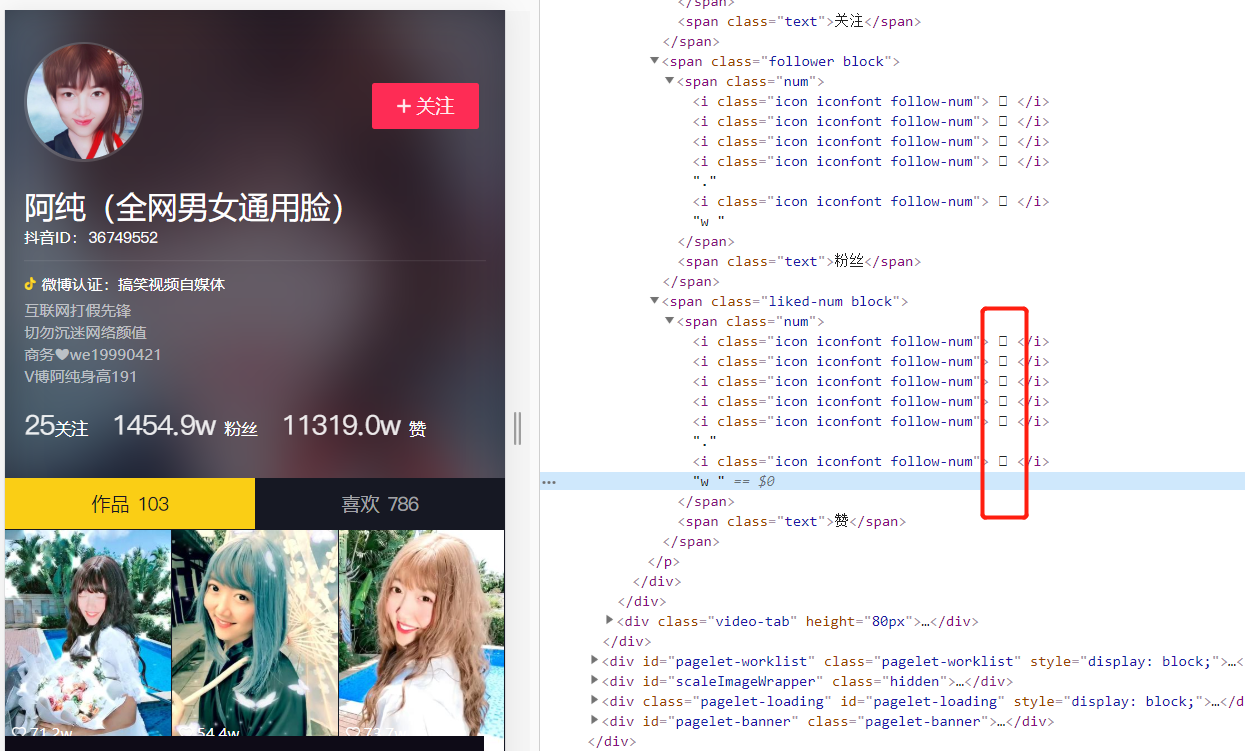 + 关注
阿纯（全网男女通用脸）
抖音ID： 36749552
微博认证：搞笑视频自媒体
互联网打假先锋
切勿沉迷网络颜值
商务♥we19990421
V博阿纯身高191
25关注 1454.9w 粉丝 11319.0w 赞
作品 103 喜欢 786
71.2w 54.4w
</span>
<span class="text">关注</span>
</span>
▼<span class="follower block">
▼<span class="num">
<i class="icon iconfont follow-num"> □ </i>
<i class="icon iconfont follow-num"> □ </i>
<i class="icon iconfont follow-num"> □ </i>
<i class="icon iconfont follow-num"> □ </i>
"."
<i class="icon iconfont follow-num"> □ </i>
"w "
</span>
<span class="text">粉丝</span>
</span>
▼<span class="liked-num block">
▼<span class="num">
<i class="icon iconfont follow-num"> □ </i>
<i class="icon iconfont follow-num"> □ </i>
<i class="icon iconfont follow-num"> □ </i>
<i class="icon iconfont follow-num"> □ </i>
<i class="icon iconfont follow-num"> □ </i>
"."
<i class="icon iconfont follow-num"> □ </i>
"w " == $0
</span>
<span class="text">赞</span>
</span>
</p>
</div>
</div>
▶<div class="video-tab" height="80px">…</div>
</div>
▶<div id="pagelet-worklist" class="pagelet-worklist" style="display: block;">…<
▶<div id="scaleImageWrapper" class="hidden">…</div>
▶<div class="pagelet-loading" id="pagelet-loading" style="display: block;">…</d
▶<div id="pagelet-banner" class="pagelet-banner">…</div>
</div>